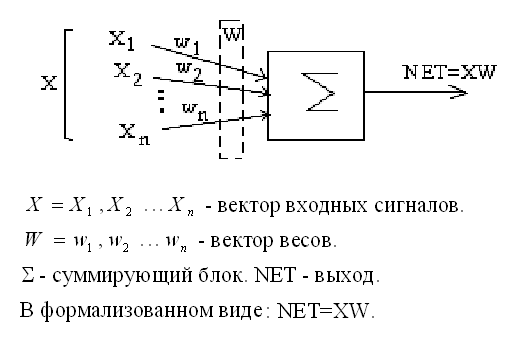 X
X1
X2
Xn
w1
w2
wn
W
Σ
NET=XW
X = X1 , X2 ...Xn - вектор входных сигналов.
W = w1 , w2 ... wn - вектор весов.
Σ - суммирующий блок. NET - выход.
В формализованном виде: NET=XW.